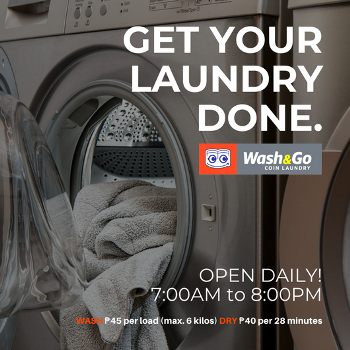 GET YOUR
LAUNDRY
DONE.
Wash&Go
COIN LAUNDRY
OPEN DAILY!
7:00AM to 8:00PM
WASH ₱45 per load (max. 6 kilos) DRY ₱40 per 28 minutes